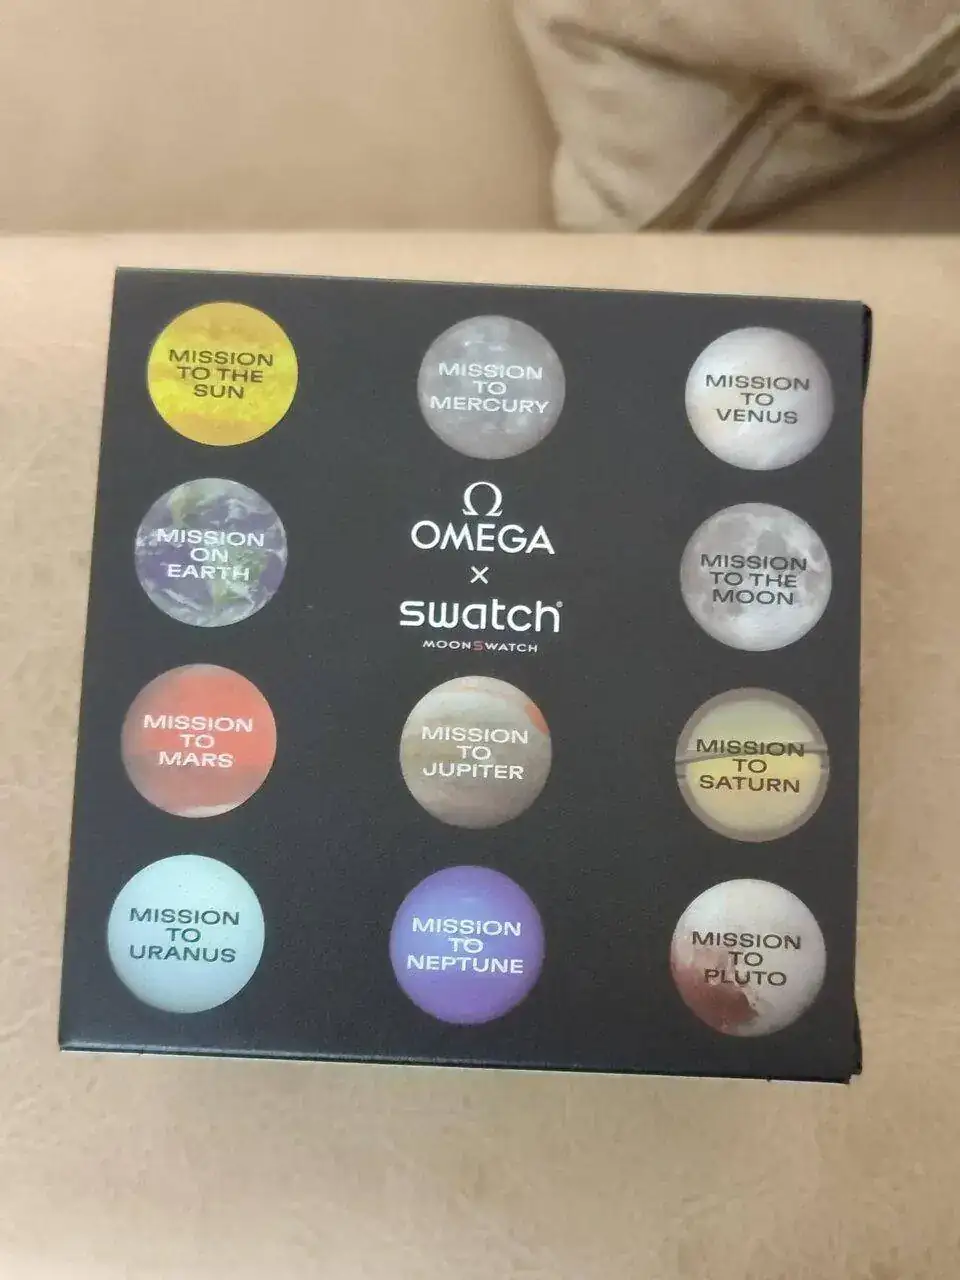 MISSION
TO THE
SUN
MISSION
TO
MERCURY
MISSION
TO
VENUS
MISSION
ON
EARTH
Ω
OMEGA
×
swatch®
MOONSWATCH
MISSION
TO THE
MOON
MISSION
TO
MARS
MISSION
TO
JUPITER
MISSION
TO
SATURN
MISSION
TO
URANUS
MISSION
TO
NEPTUNE
MISSION
TO
PLUTO